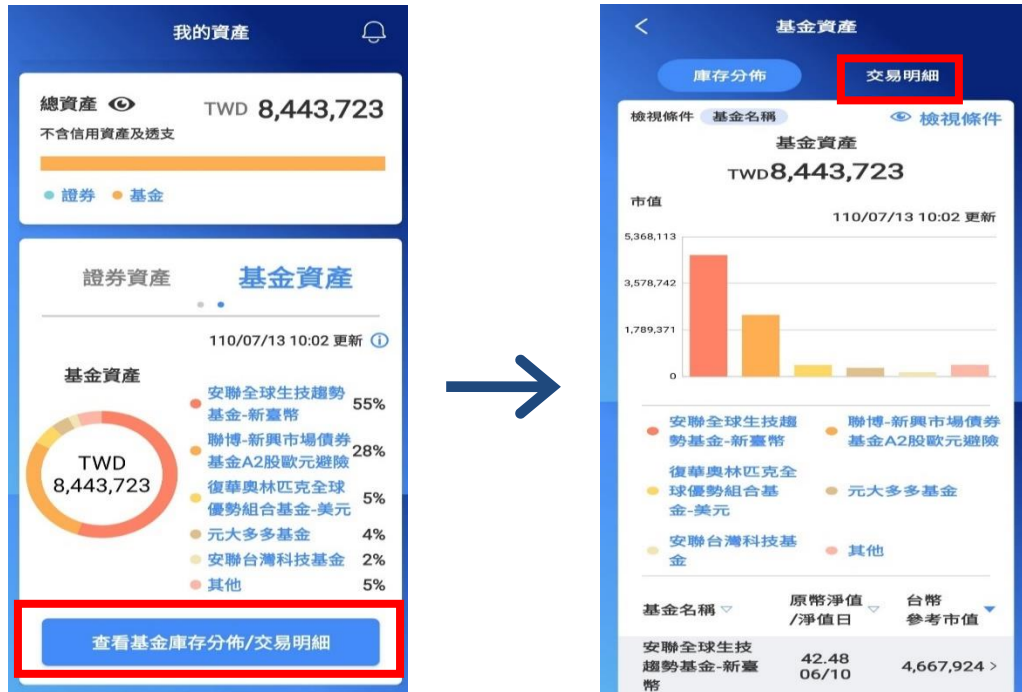 我的資產
總資產 TWD 8,443,723
不含信用資產及透支
證券 基金
證券資產 基金資產
110/07/13 10:02 更新
基金資產
TWD
8,443,723
安聯全球生技趨勢
基金-新臺幣 55%
聯博-新興市場債券
基金A2股歐元避險 28%
復華奧林匹克全球
優勢組合基金-美元 5%
元大多多基金 4%
安聯台灣科技基金 2%
其他 5%
查看基金庫存分佈/交易明細
基金資產
庫存分佈 交易明細
檢視條件 基金名稱 檢視條件
基金資產
TWD8,443,723
市值
110/07/13 10:02 更新
5,368,113
3,578,742
1,789,371
0
安聯全球生技趨
勢基金-新臺幣
聯博-新興市場債券
基金A2股歐元避險
復華奧林匹克全
球優勢組合基
金-美元
元大多多基金
安聯台灣科技基
金
其他
基金名稱 原幣淨值
/淨值日 台幣
參考市值
安聯全球生技
趨勢基金-新臺
幣
42.48
06/10
4,667,924